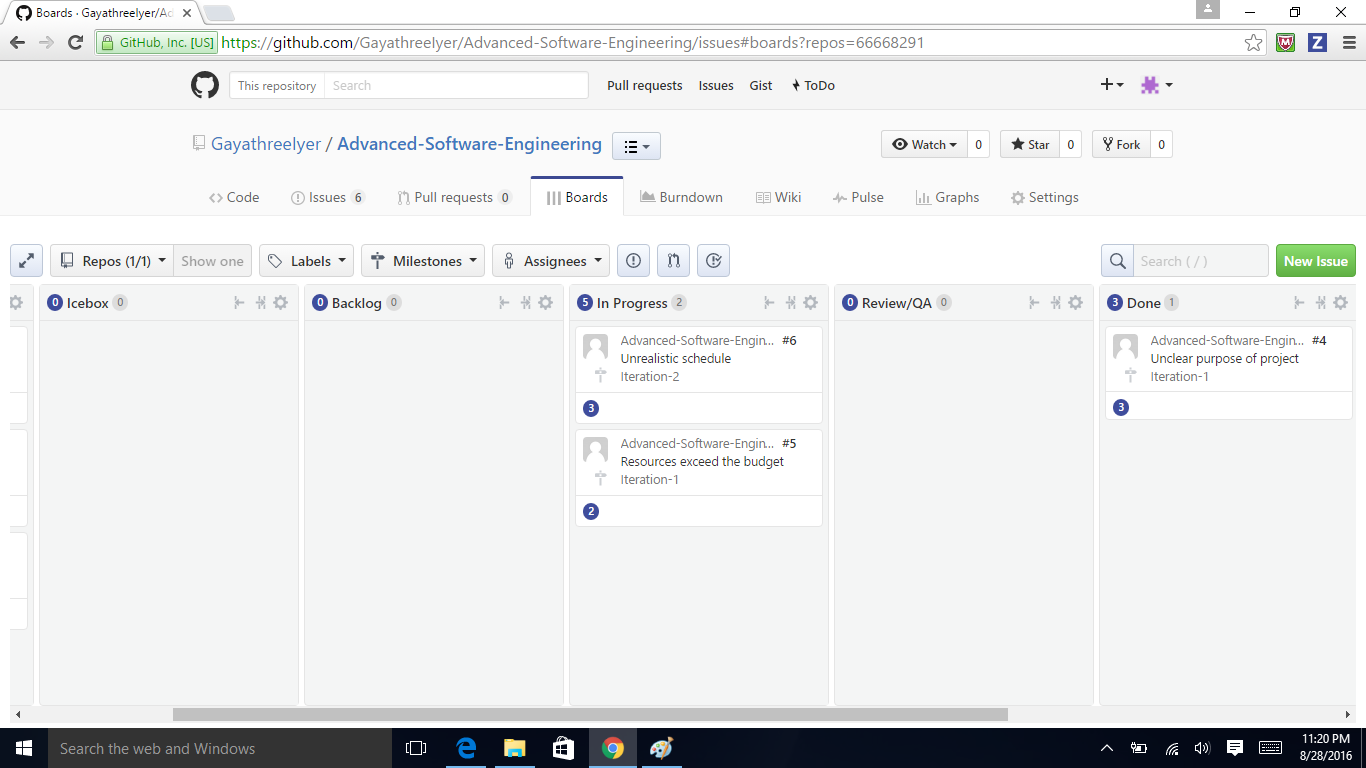 Boards · Gayathreelyer/Ad
GitHub, Inc. [US] https://github.com/Gayathreelyer/Advanced-Software-Engineering/issues#boards?repos=66668291
This repository Search Pull requests Issues Gist ToDo
Gayathreelyer / Advanced-Software-Engineering Watch 0 Star 0 Fork 0
Code Issues 6 Pull requests 0 Boards Burndown Wiki Pulse Graphs Settings
Repos (1/1) Show one Labels Milestones Assignees Search ( / ) New Issue
0 Icebox 0
0 Backlog 0
5 In Progress 2
Advanced-Software-Engin... #6
Unrealistic schedule
Iteration-2
3
Advanced-Software-Engin... #5
Resources exceed the budget
Iteration-1
2
0 Review/QA 0
3 Done 1
Advanced-Software-Engin... #4
Unclear purpose of project
Iteration-1
3
Search the web and Windows
11:20 PM
8/28/2016